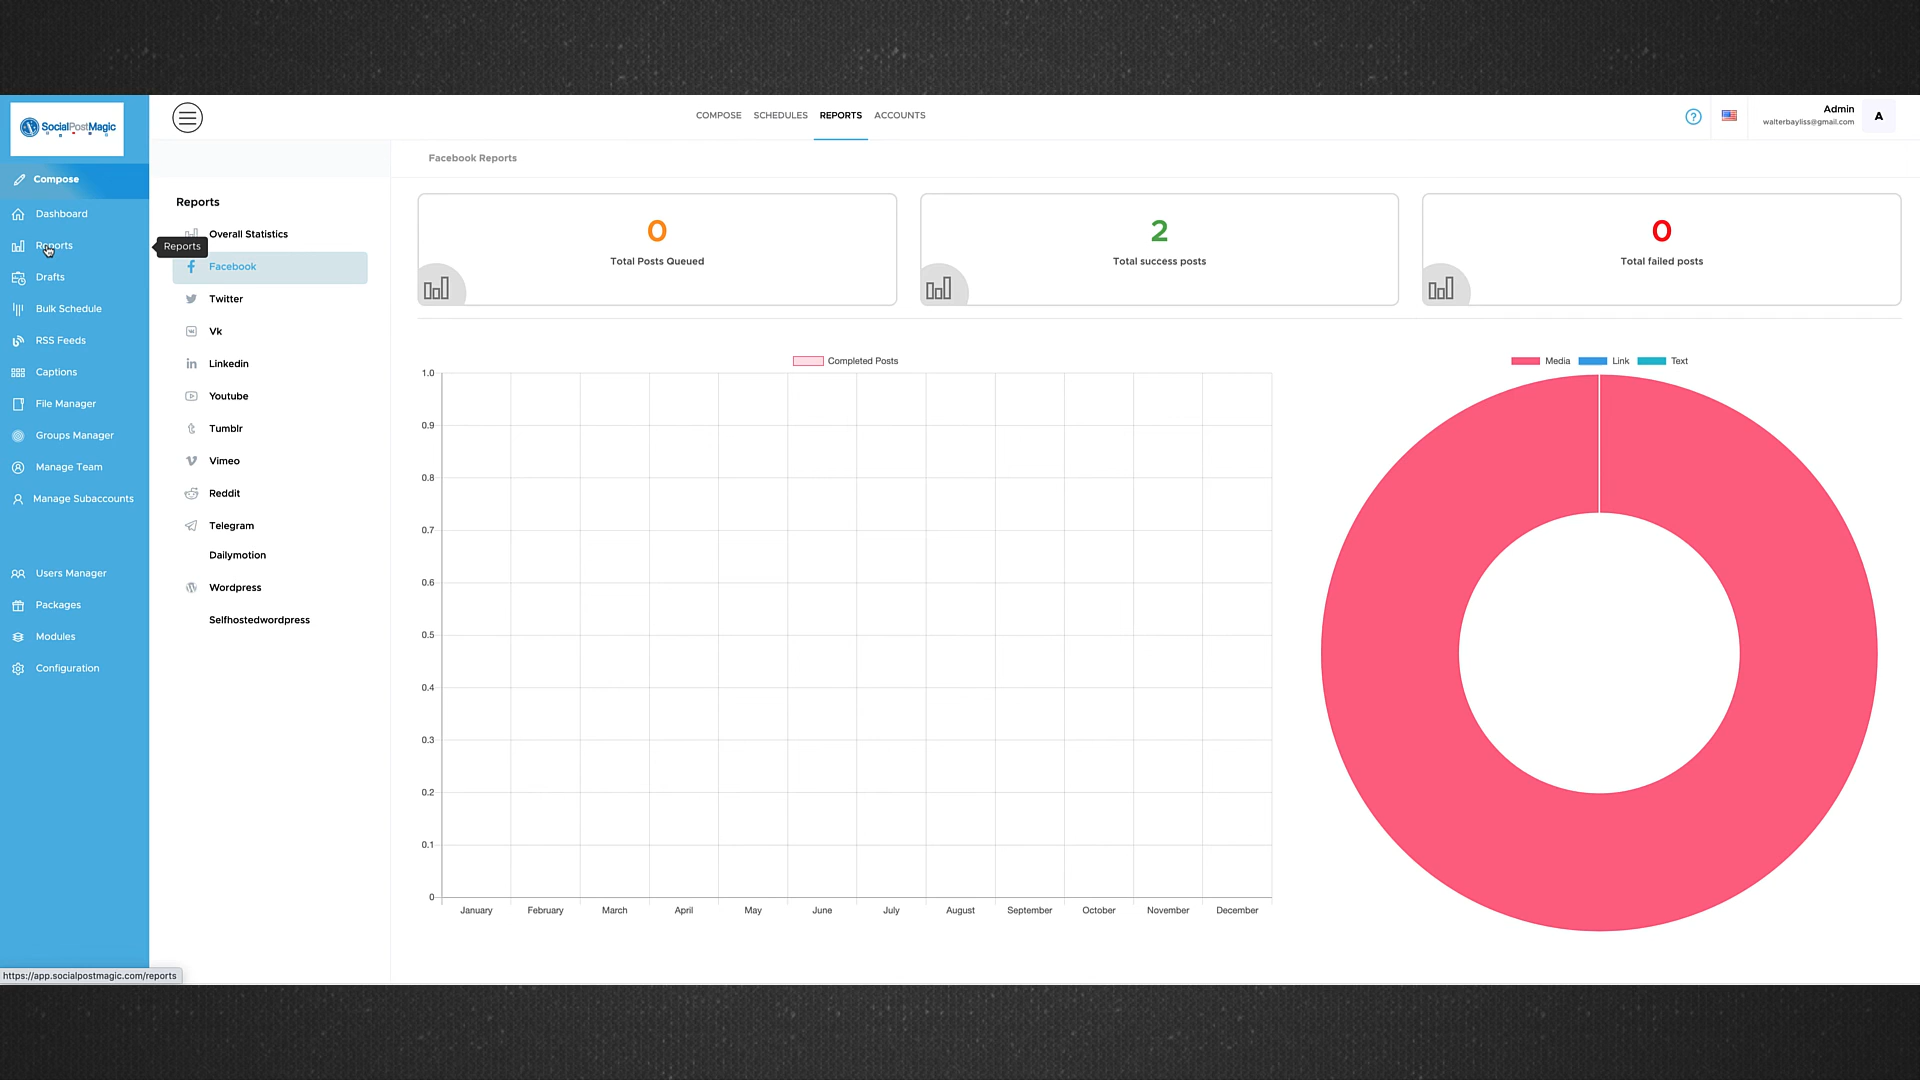 SocialPostMagic
COMPOSE SCHEDULES REPORTS ACCOUNTS
?
Admin
walterbayliss@gmail.com
A
Compose
Dashboard
Reports
Drafts
Bulk Schedule
RSS Feeds
Captions
File Manager
Groups Manager
Manage Team
Manage Subaccounts
Users Manager
Packages
Modules
Configuration
Reports
https://app.socialpostmagic.com/reports
Reports
Overall Statistics
Facebook
Twitter
Vk
Linkedin
Youtube
Tumblr
Vimeo
Reddit
Telegram
Dailymotion
Wordpress
Selfhostedwordpress
Facebook Reports
0
Total Posts Queued
2
Total success posts
0
Total failed posts
Completed Posts
1.0
0.9
0.8
0.7
0.6
0.5
0.4
0.3
0.2
0.1
0
January February March April May June July August September October November December
Media Link Text